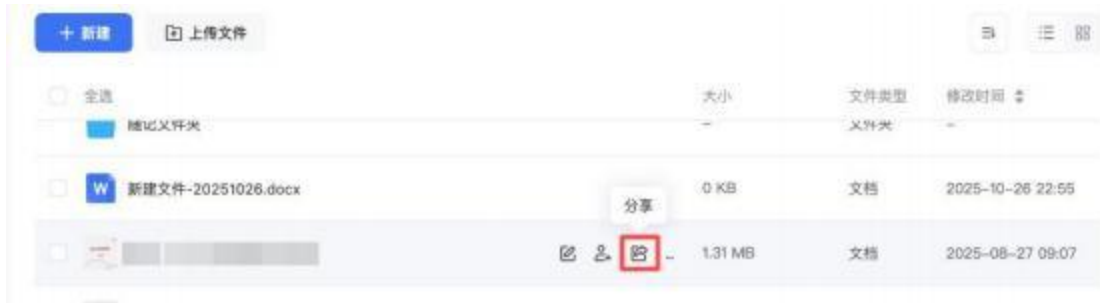 + 新建 上传文件
全选 大小 文件类型 修改时间
随记文件夹 - 文件夹 -
W 新建文件-20251026.docx 0 KB 文档 2025-10-26 22:55
分享
1.31 MB 文档 2025-08-27 09:07